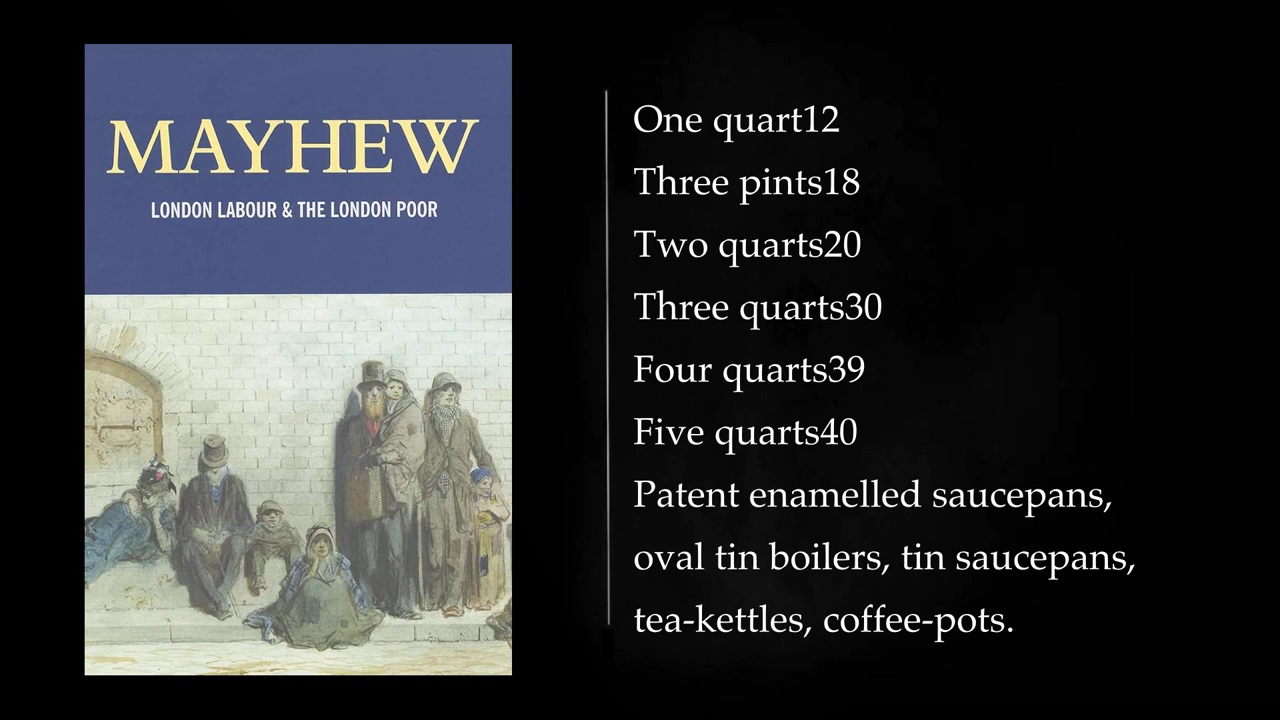 MAYHEW
LONDON LABOUR & THE LONDON POOR
One quart12
Three pints18
Two quarts20
Three quarts30
Four quarts39
Five quarts40
Patent enamelled saucepans,
oval tin boilers, tin saucepans,
tea-kettles, coffee-pots.